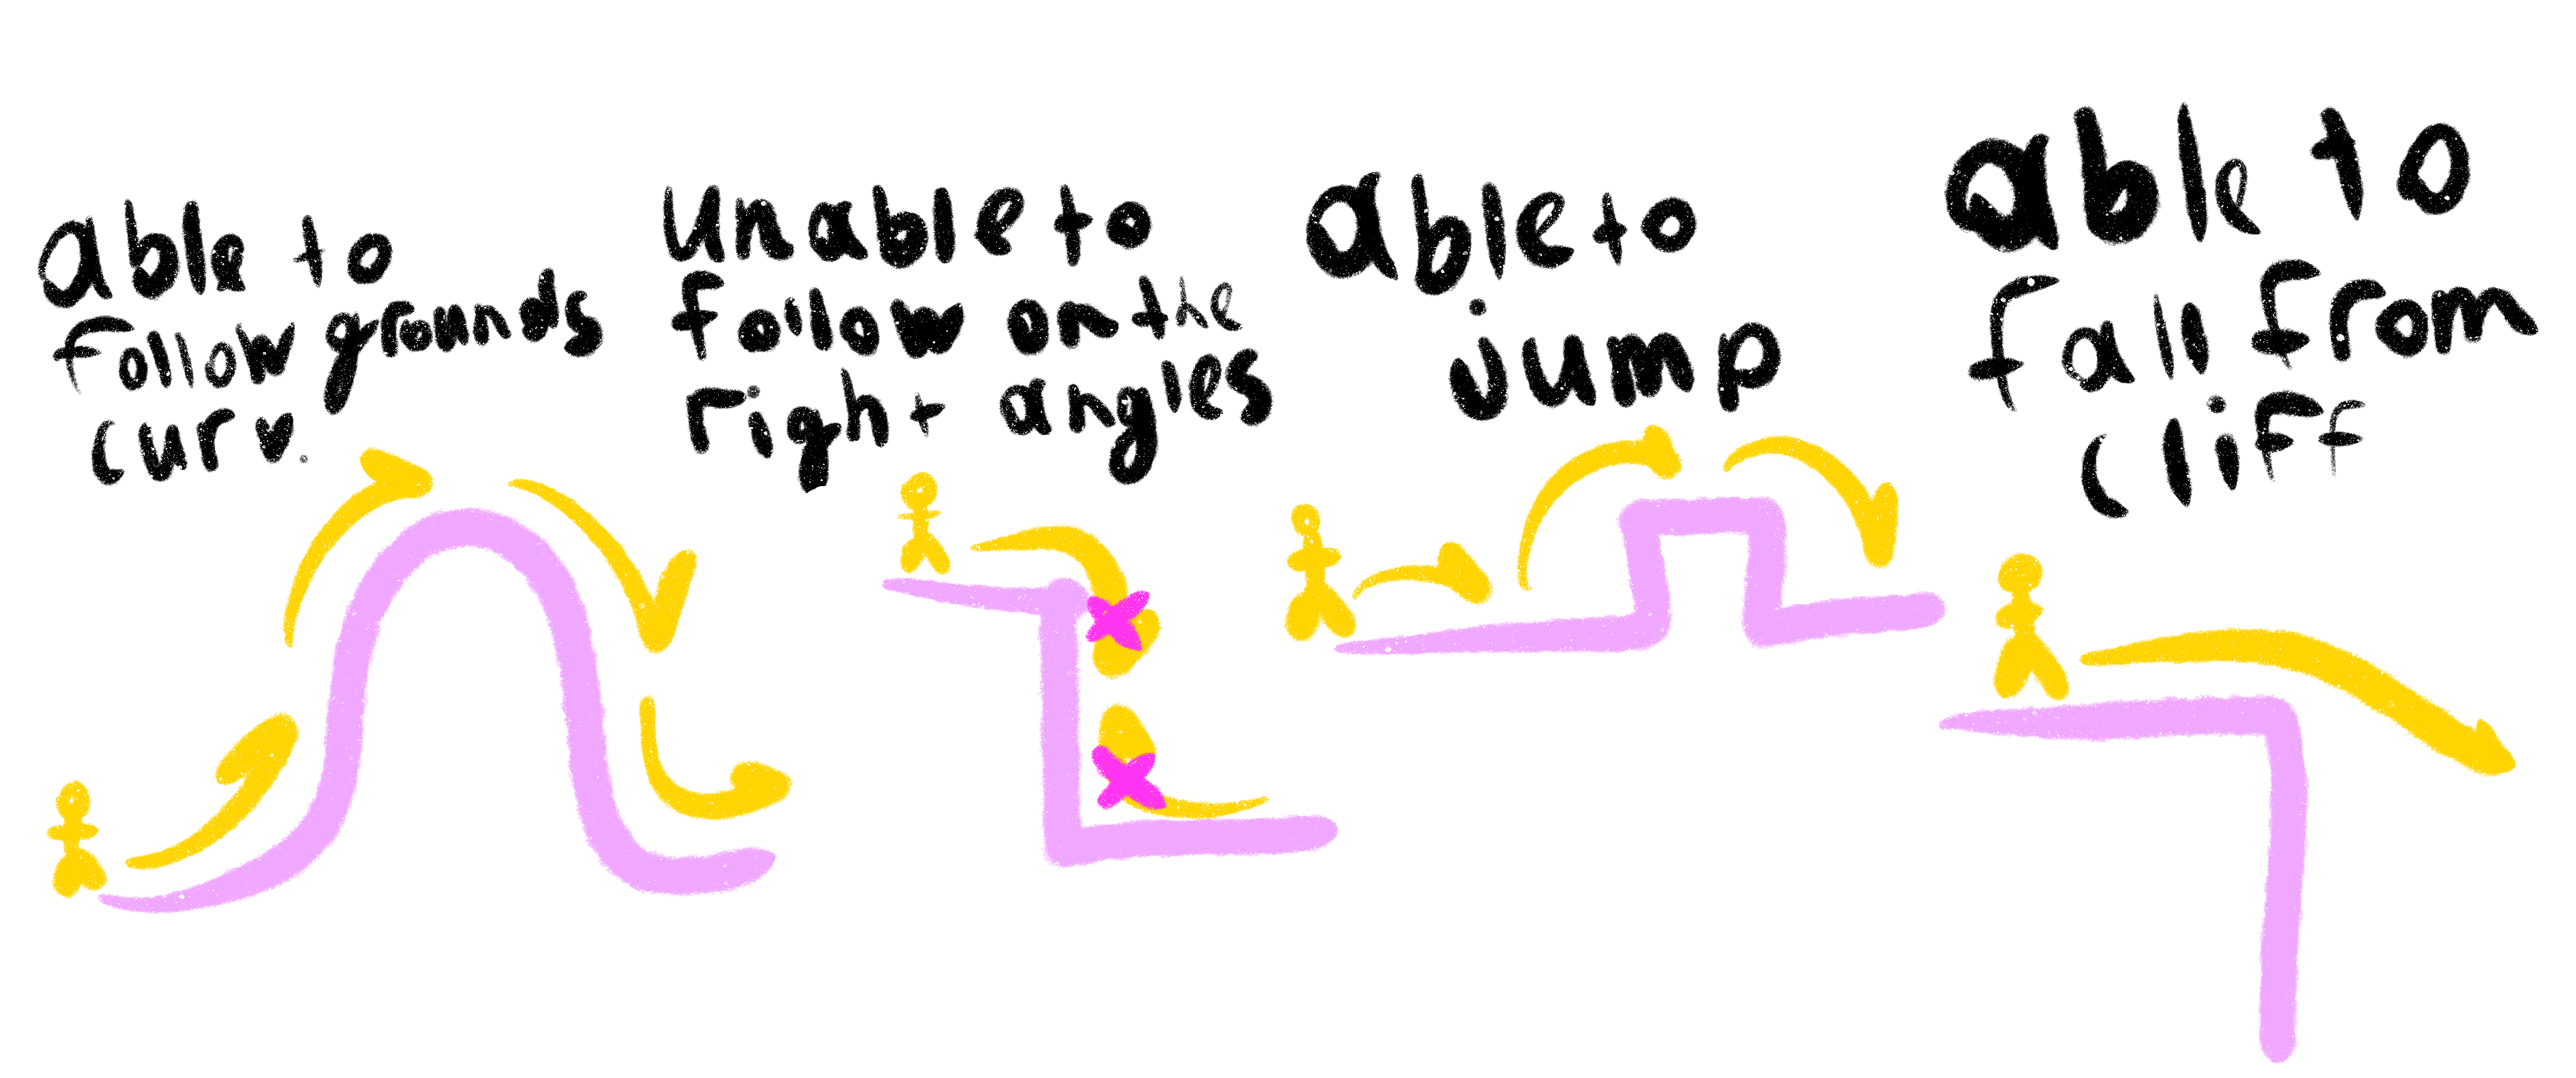 able to
follow grounds
curv.
unable to
follow on the
right angles
able to
jump
able to
fall from
cliff